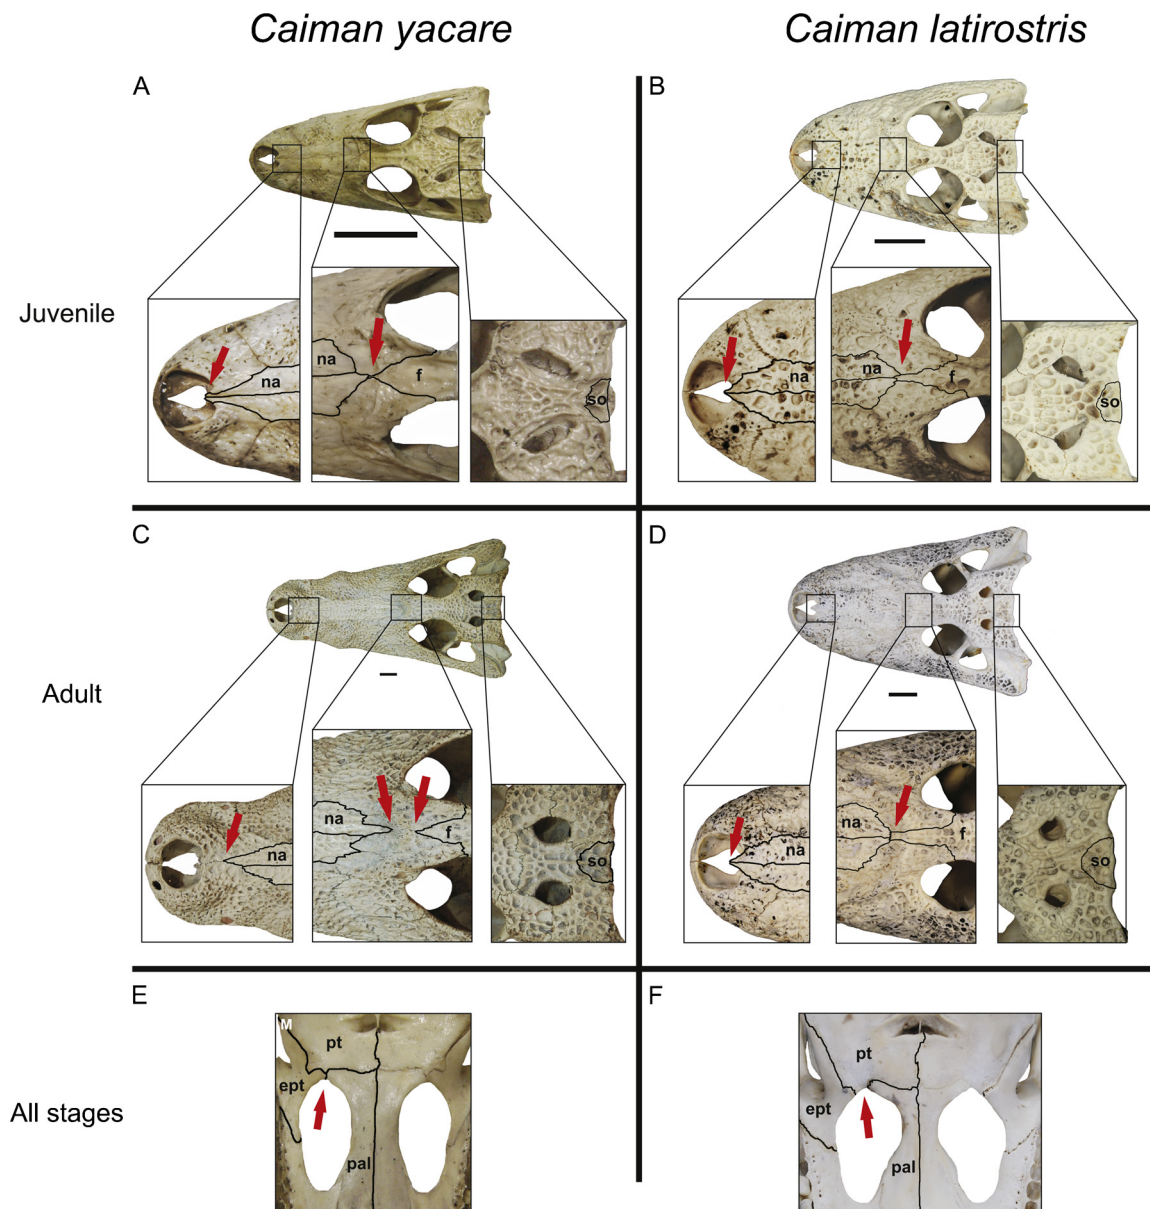 Caiman yacare
Caiman latirostris
A
B
Juvenile
na
na
f
so
na
na
f
so
C
D
Adult
na
na
f
so
na
na
f
so
E
F
All stages
M
pt
ept
pal
pt
ept
pal